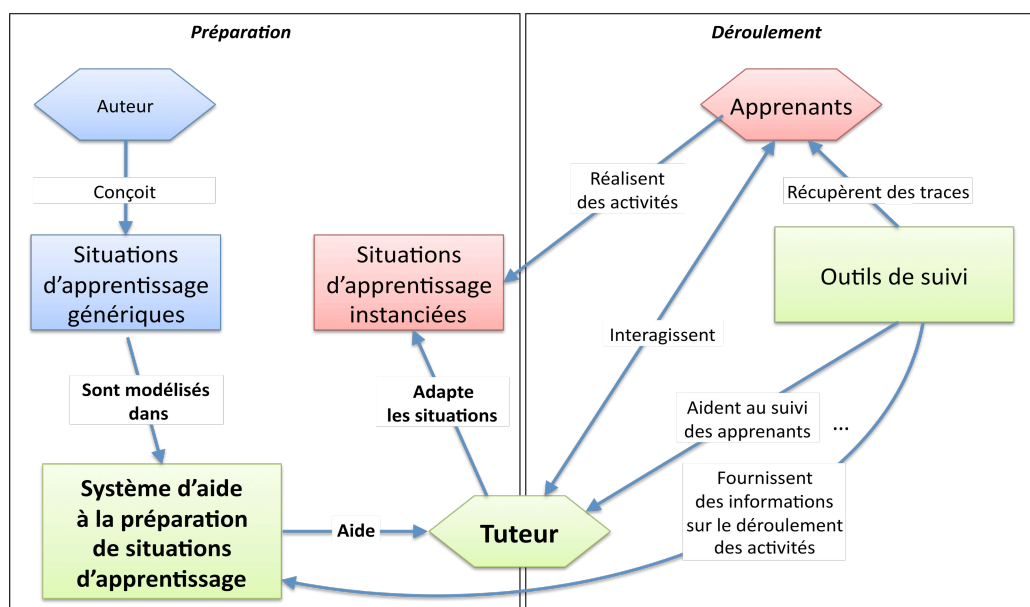 Préparation
Auteur
Conçoit
Situations
d'apprentissage
génériques
Sont modélisés
dans
Système d'aide
à la préparation
de situations
d'apprentissage
Aide
Situations
d'apprentissage
instanciées
Adapte
les situations
Tuteur
Déroulement
Apprenants
Réalisent
des activités
Récupèrent des traces
Outils de suivi
Interagissent
Aident au suivi
des apprenants
...
Fournissent
des informations
sur le déroulement
des activités